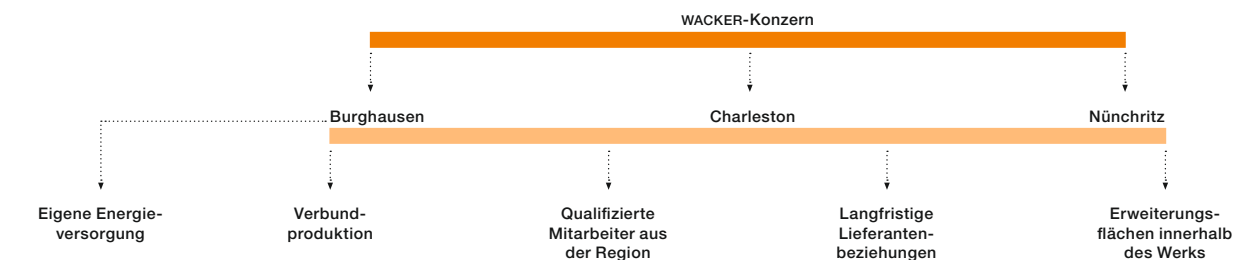 WACKER-Konzern
Burghausen
Charleston
Nünchritz
Eigene Energie-
versorgung
Verbund-
produktion
Qualifizierte
Mitarbeiter aus
der Region
Langfristige
Lieferanten-
beziehungen
Erweiterungs-
flächen innerhalb
des Werks